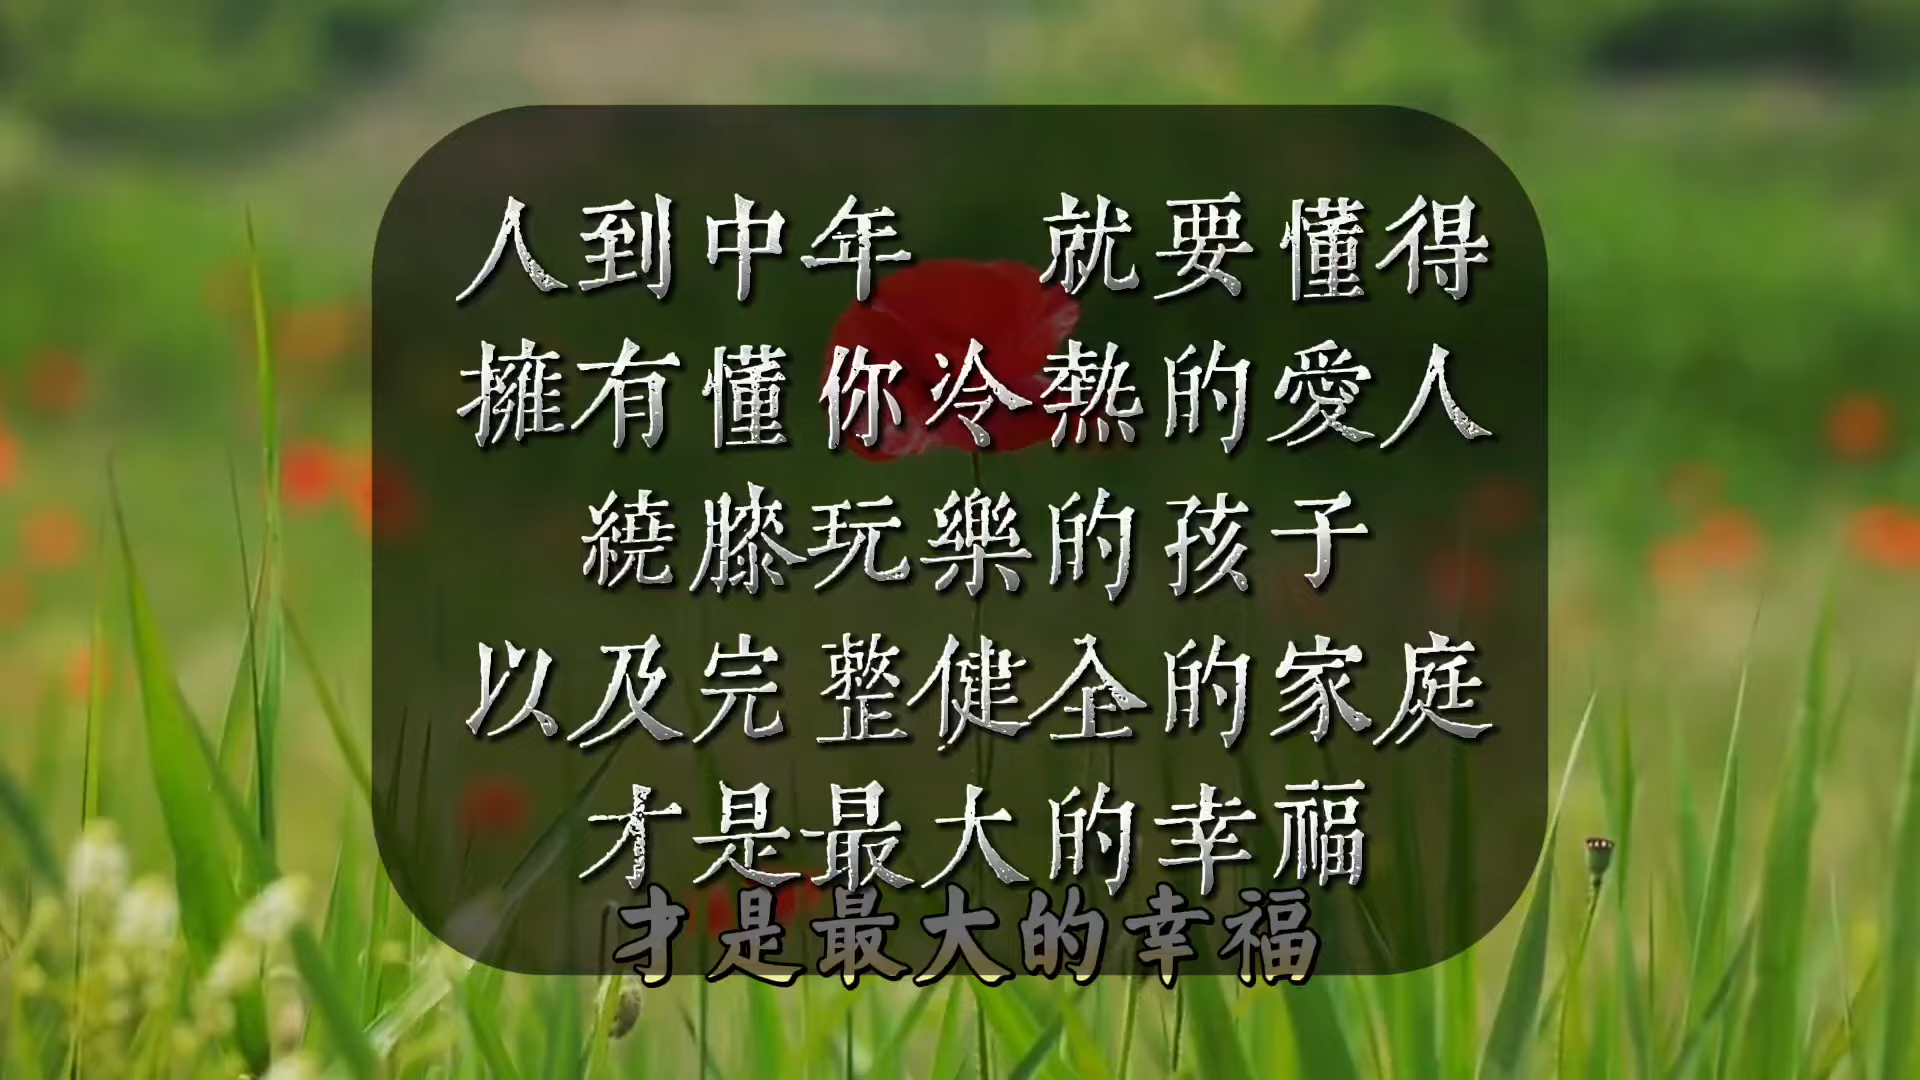 人到中年　就要懂得
擁有懂你冷熱的愛人
繞膝玩樂的孩子
以及完整健全的家庭
才是最大的幸福
才是最大的幸福